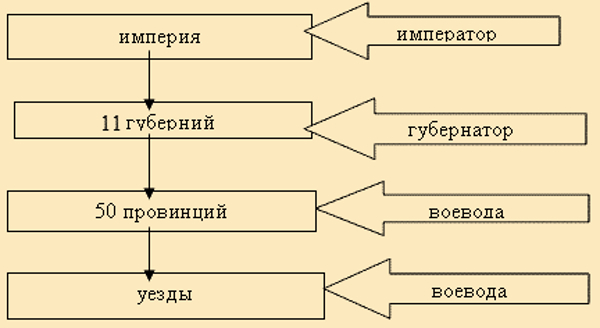 империя
император
11 губерний
губернатор
50 провинций
воевода
уезды
воевода